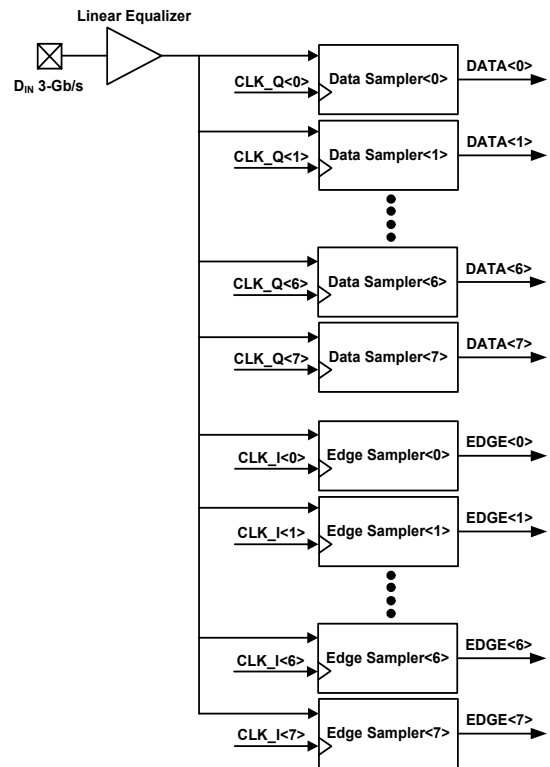 Linear Equalizer
DIN 3-Gb/s
CLK_Q<0>
Data Sampler<0>
DATA<0>
CLK_Q<1>
Data Sampler<1>
DATA<1>
CLK_Q<6>
Data Sampler<6>
DATA<6>
CLK_Q<7>
Data Sampler<7>
DATA<7>
CLK_I<0>
Edge Sampler<0>
EDGE<0>
CLK_I<1>
Edge Sampler<1>
EDGE<1>
CLK_I<6>
Edge Sampler<6>
EDGE<6>
CLK_I<7>
Edge Sampler<7>
EDGE<7>